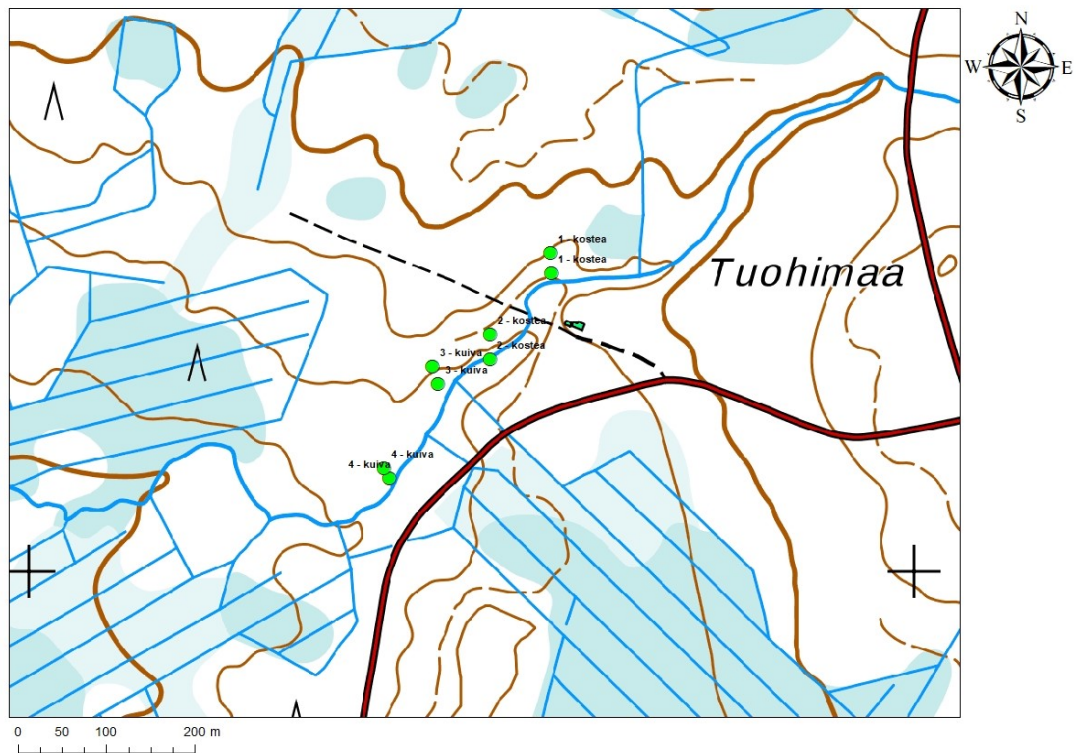 N
W E
S
1 - kostea
1 - kostea
Tuohimaa
2 - kostea
2 - kostea
3 - kuiva
3 - kuiva
4 - kuiva
4 - kuiva
0 50 100 200 m